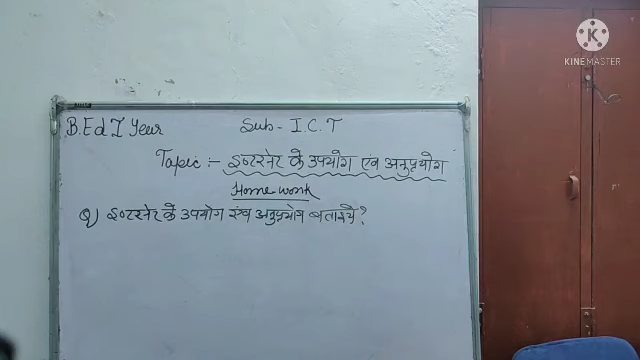 KINEMASTER
B.Ed I Year Sub- I.C.T
Topic :- इन्टरनेट के उपयोग एवं अनुप्रयोग
Home work
Q) इन्टरनेट के उपयोग एवं अनुप्रयोग बताइये?